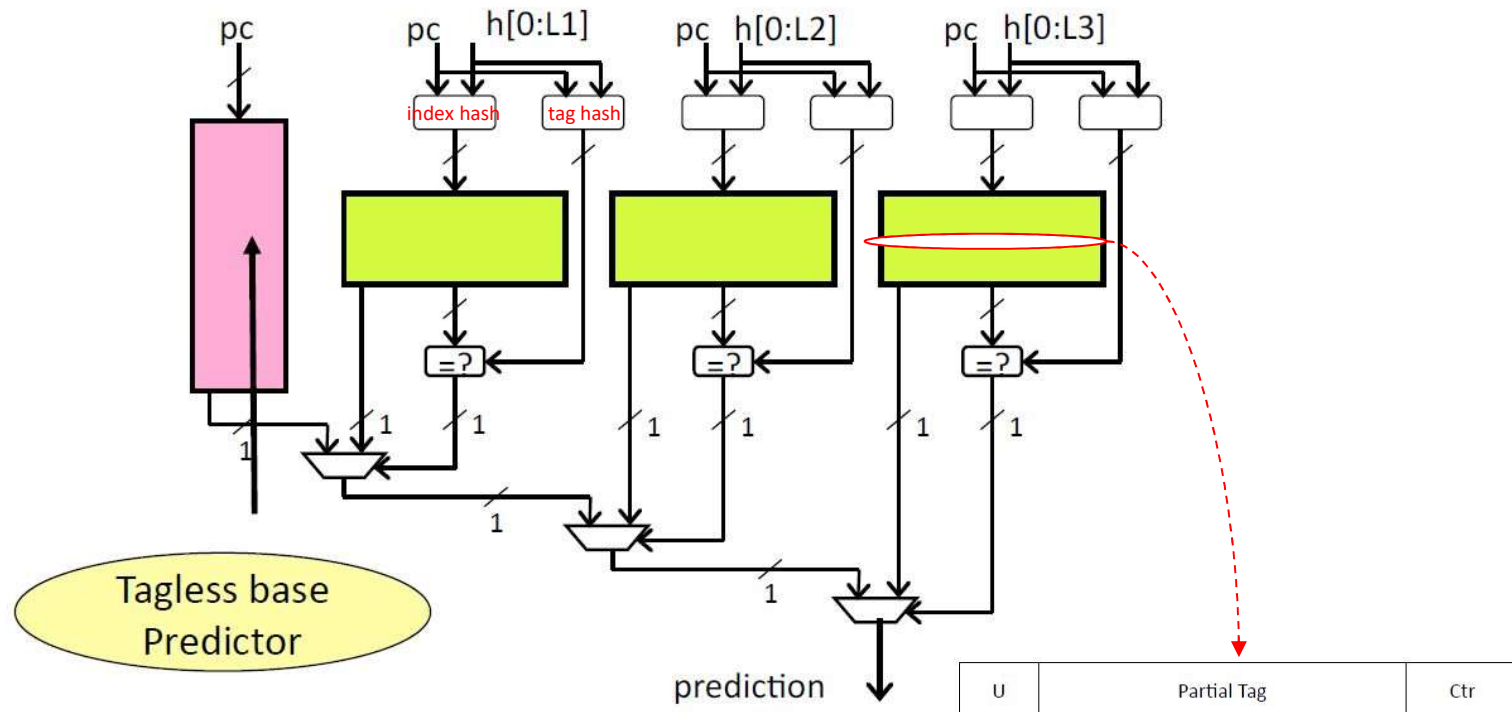 pc
pc
h[0:L1]
pc
h[0:L2]
pc
h[0:L3]
index hash
tag hash
=?
=?
=?
1
1
1
1
1
1
1
1
1
Tagless base
Predictor
prediction
U
Partial Tag
Ctr